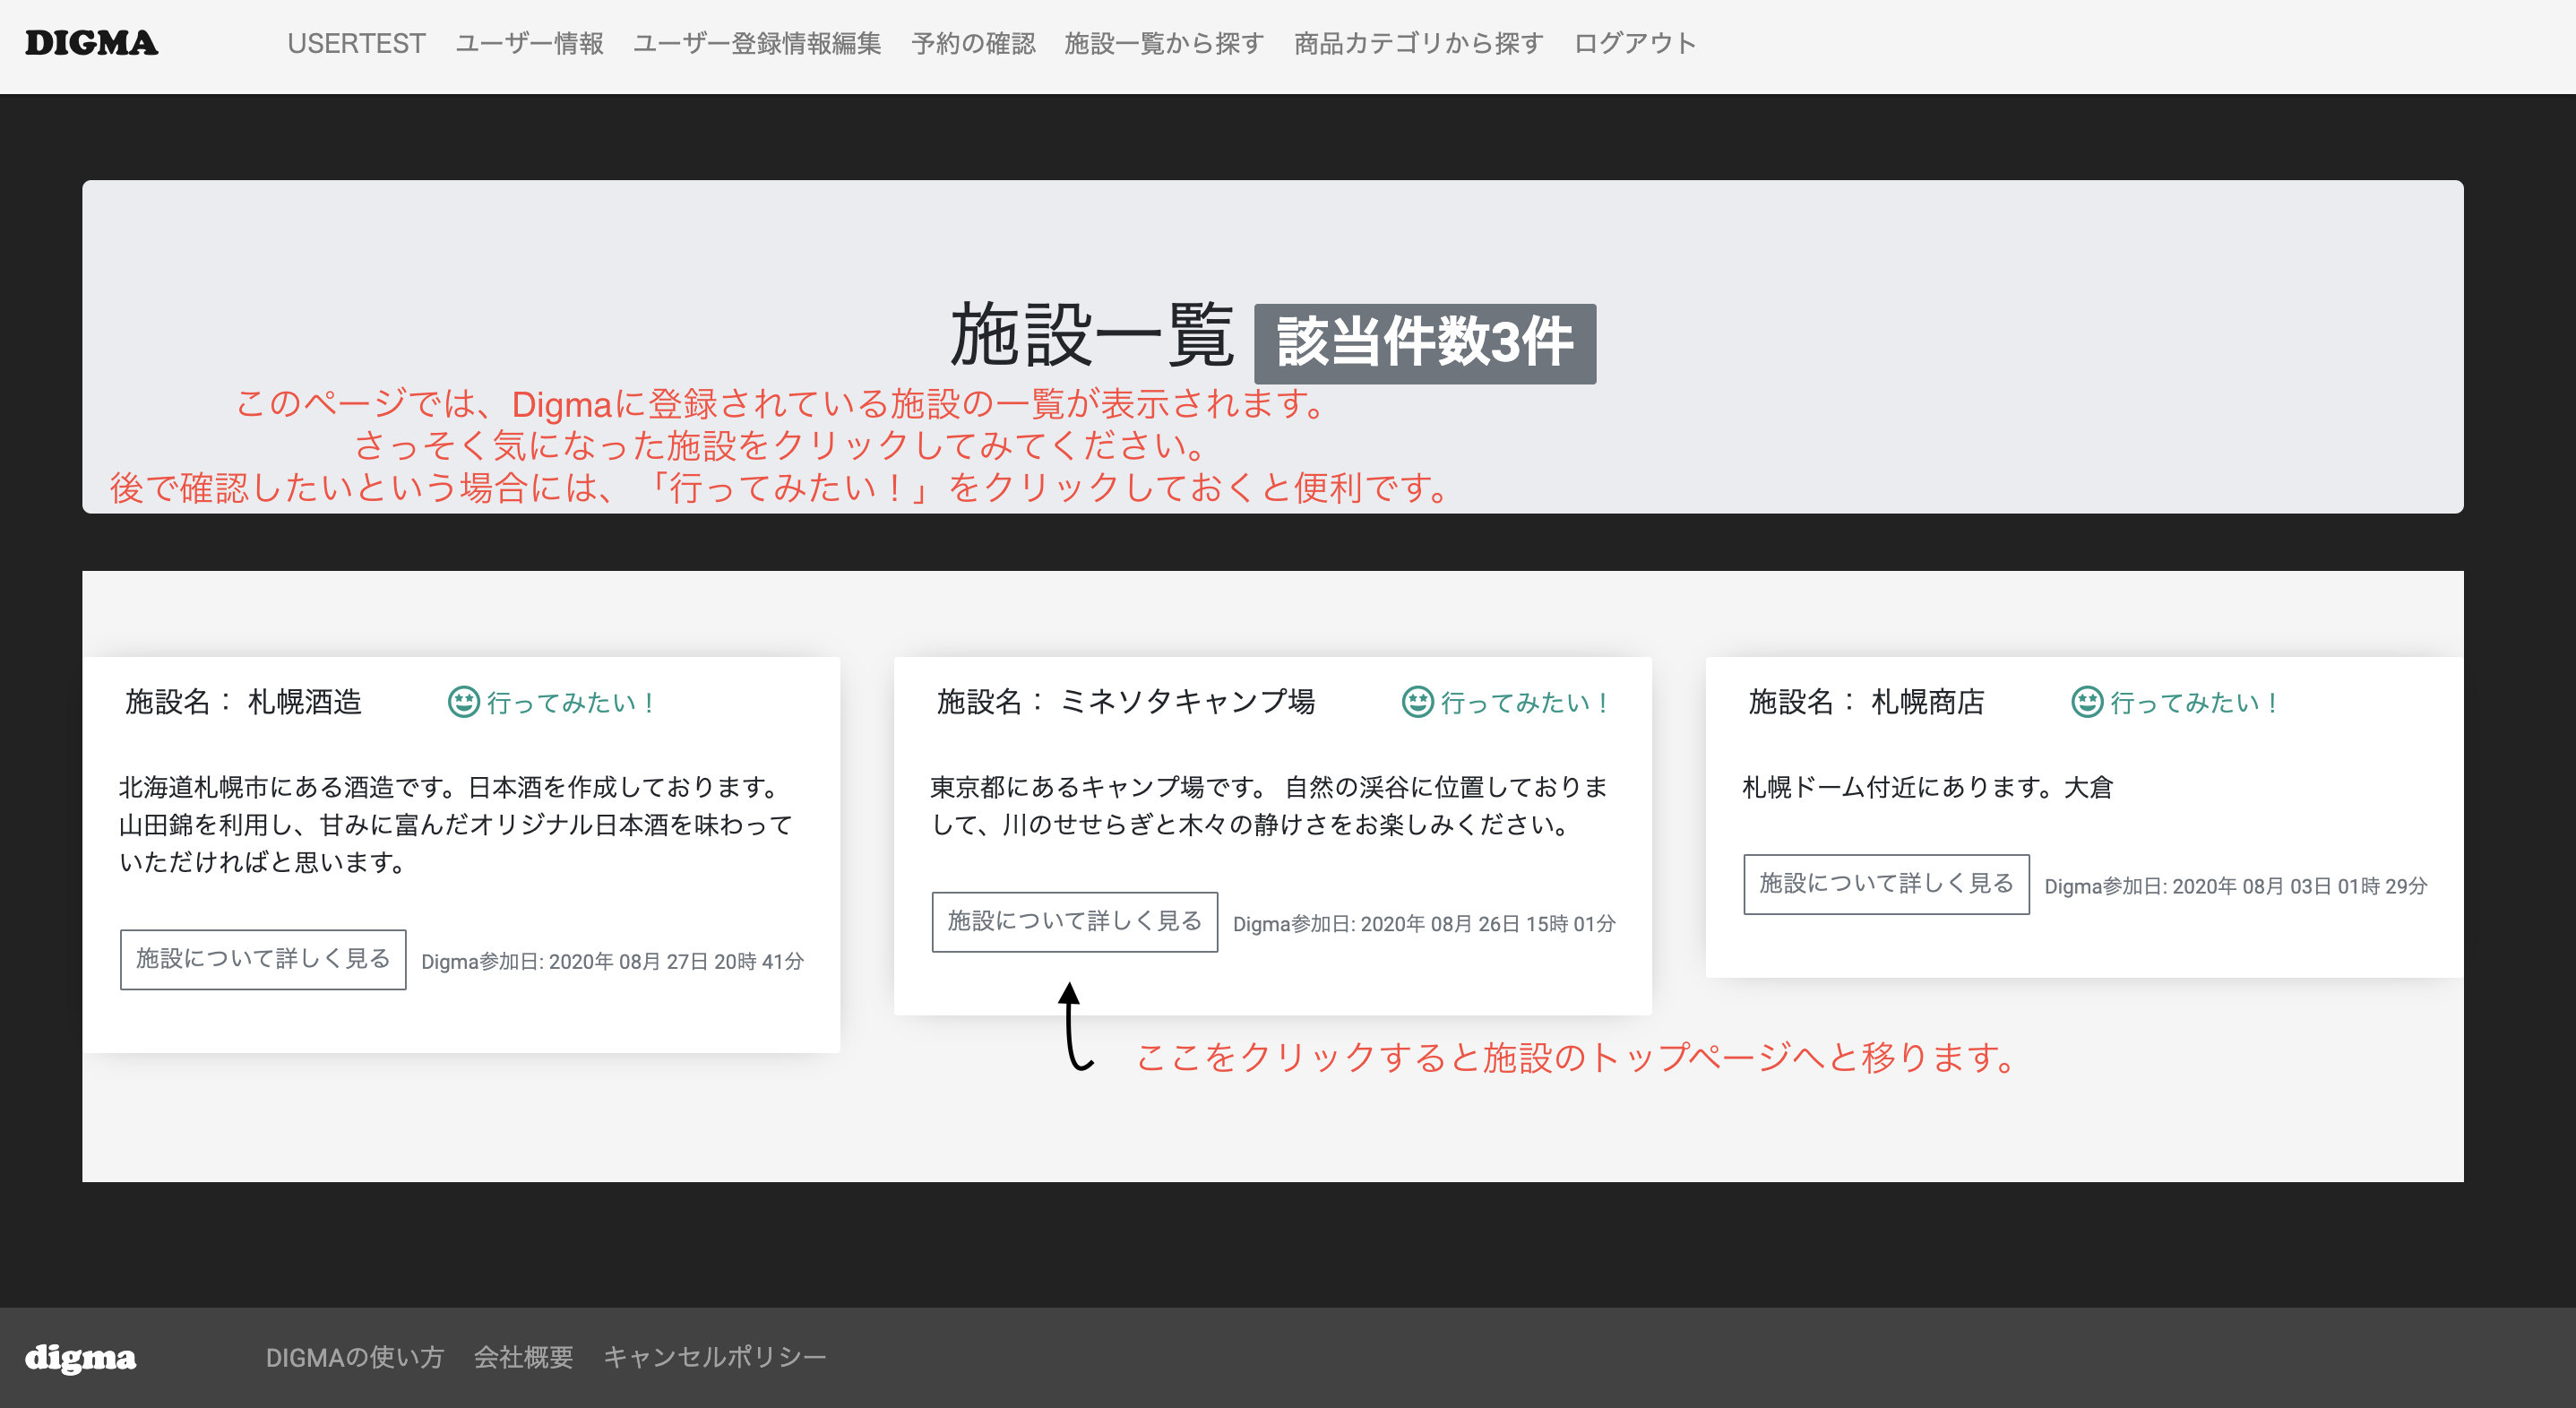 DIGMA
USERTEST ユーザー情報 ユーザー登録情報編集 予約の確認 施設一覧から探す 商品カテゴリから探す ログアウト
施設一覧 該当件数3件
このページでは、Digmaに登録されている施設の一覧が表示されます。
さっそく気になった施設をクリックしてみてください。
後で確認したいという場合には、「行ってみたい！」をクリックしておくと便利です。
施設名： 札幌酒造 行ってみたい！
北海道札幌市にある酒造です。日本酒を作成しております。
山田錦を利用し、甘みに富んだオリジナル日本酒を味わって
いただければと思います。
施設について詳しく見る Digma参加日: 2020年 08月 27日 20時 41分
施設名： ミネソタキャンプ場 行ってみたい！
東京都にあるキャンプ場です。 自然の渓谷に位置しておりま
して、川のせせらぎと木々の静けさをお楽しみください。
施設について詳しく見る Digma参加日: 2020年 08月 26日 15時 01分
施設名： 札幌商店 行ってみたい！
札幌ドーム付近にあります。大倉
施設について詳しく見る Digma参加日: 2020年 08月 03日 01時 29分
ここをクリックすると施設のトップページへと移ります。
digma
DIGMAの使い方 会社概要 キャンセルポリシー